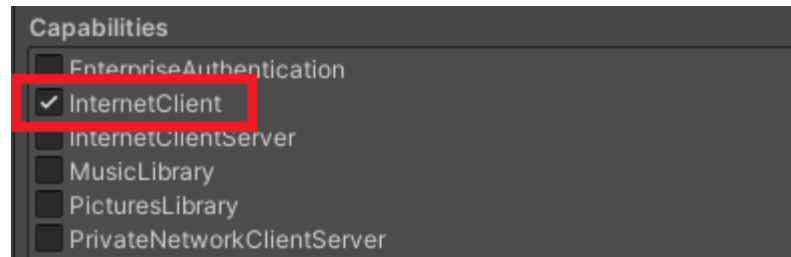 Capabilities
EnterpriseAuthentication
InternetClient
InternetClientServer
MusicLibrary
PicturesLibrary
PrivateNetworkClientServer